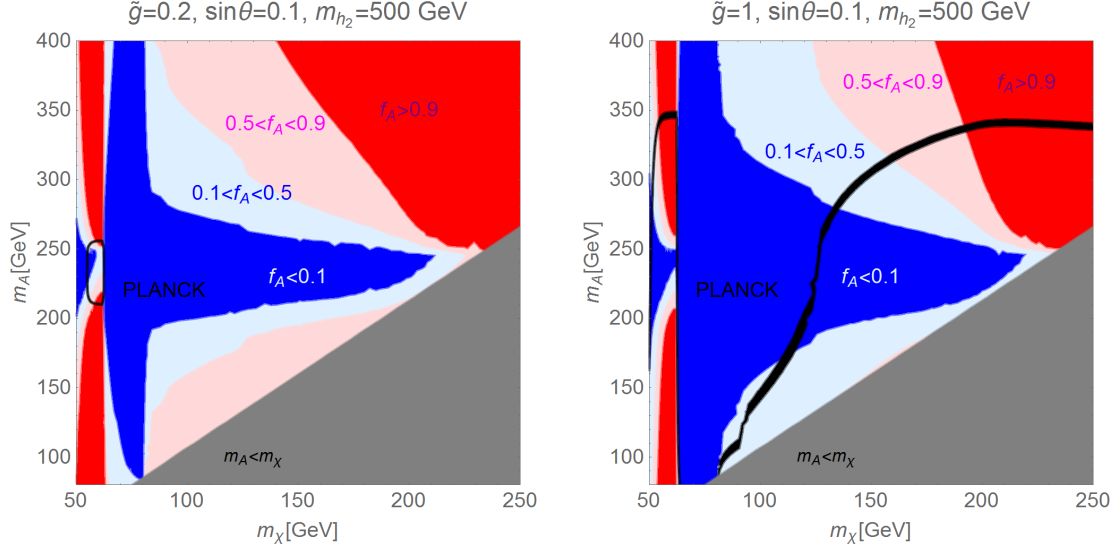 g̃=0.2, sinθ=0.1, m_h₂=500 GeV
400
350
300
250
200
150
100
m_A[GeV]
f_A>0.9
0.5<f_A<0.9
0.1<f_A<0.5
f_A<0.1
PLANCK
m_A<m_χ
50 100 150 200 250
m_χ[GeV]
g̃=1, sinθ=0.1, m_h₂=500 GeV
400
350
300
250
200
150
100
m_A[GeV]
0.5<f_A<0.9
f_A>0.9
0.1<f_A<0.5
f_A<0.1
PLANCK
m_A<m_χ
50 100 150 200 250
m_χ[GeV]